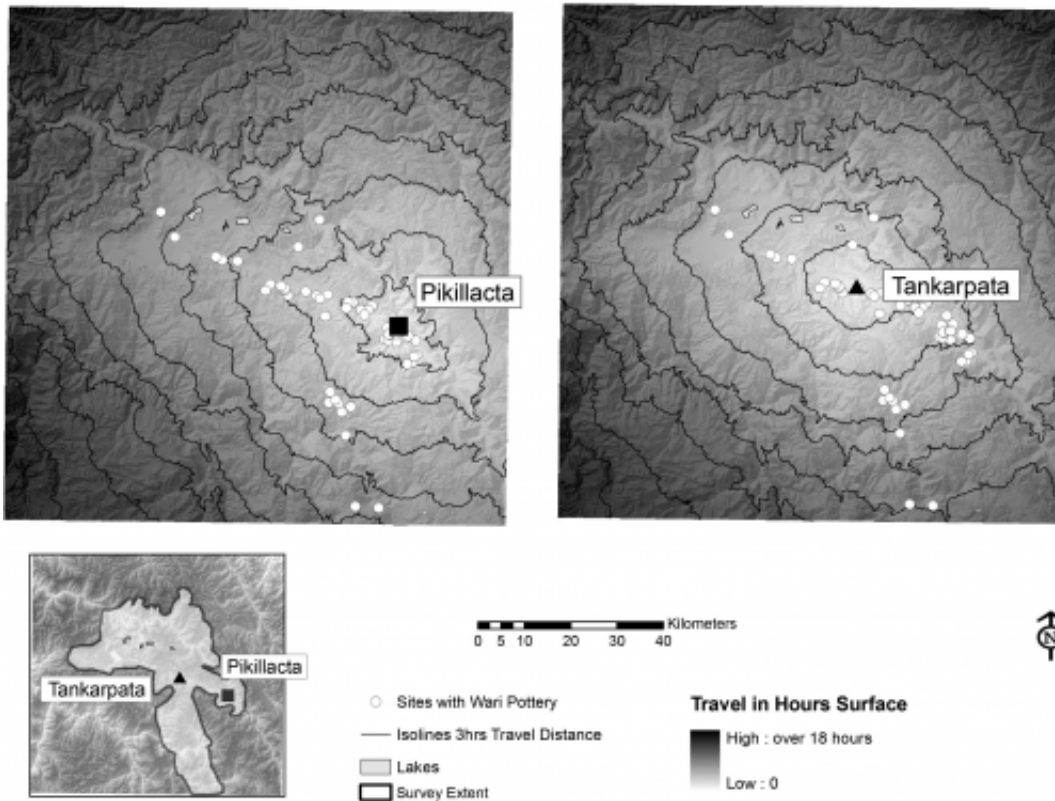 Pikillacta
Tankarpata
Pikillacta
Tankarpata
Kilometers
0 5 10 20 30 40
N
Sites with Wari Pottery
Isolines 3hrs Travel Distance
Lakes
Survey Extent
Travel in Hours Surface
High : over 18 hours
Low : 0